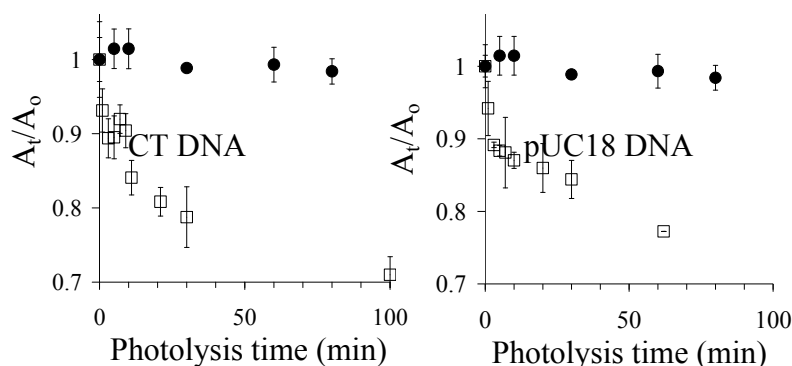 1
0.9
0.8
0.7
At/Ao
CT DNA
0
50
100
Photolysis time (min)
1
0.9
0.8
0.7
At/Ao
pUC18 DNA
0
50
100
Photolysis time (min)